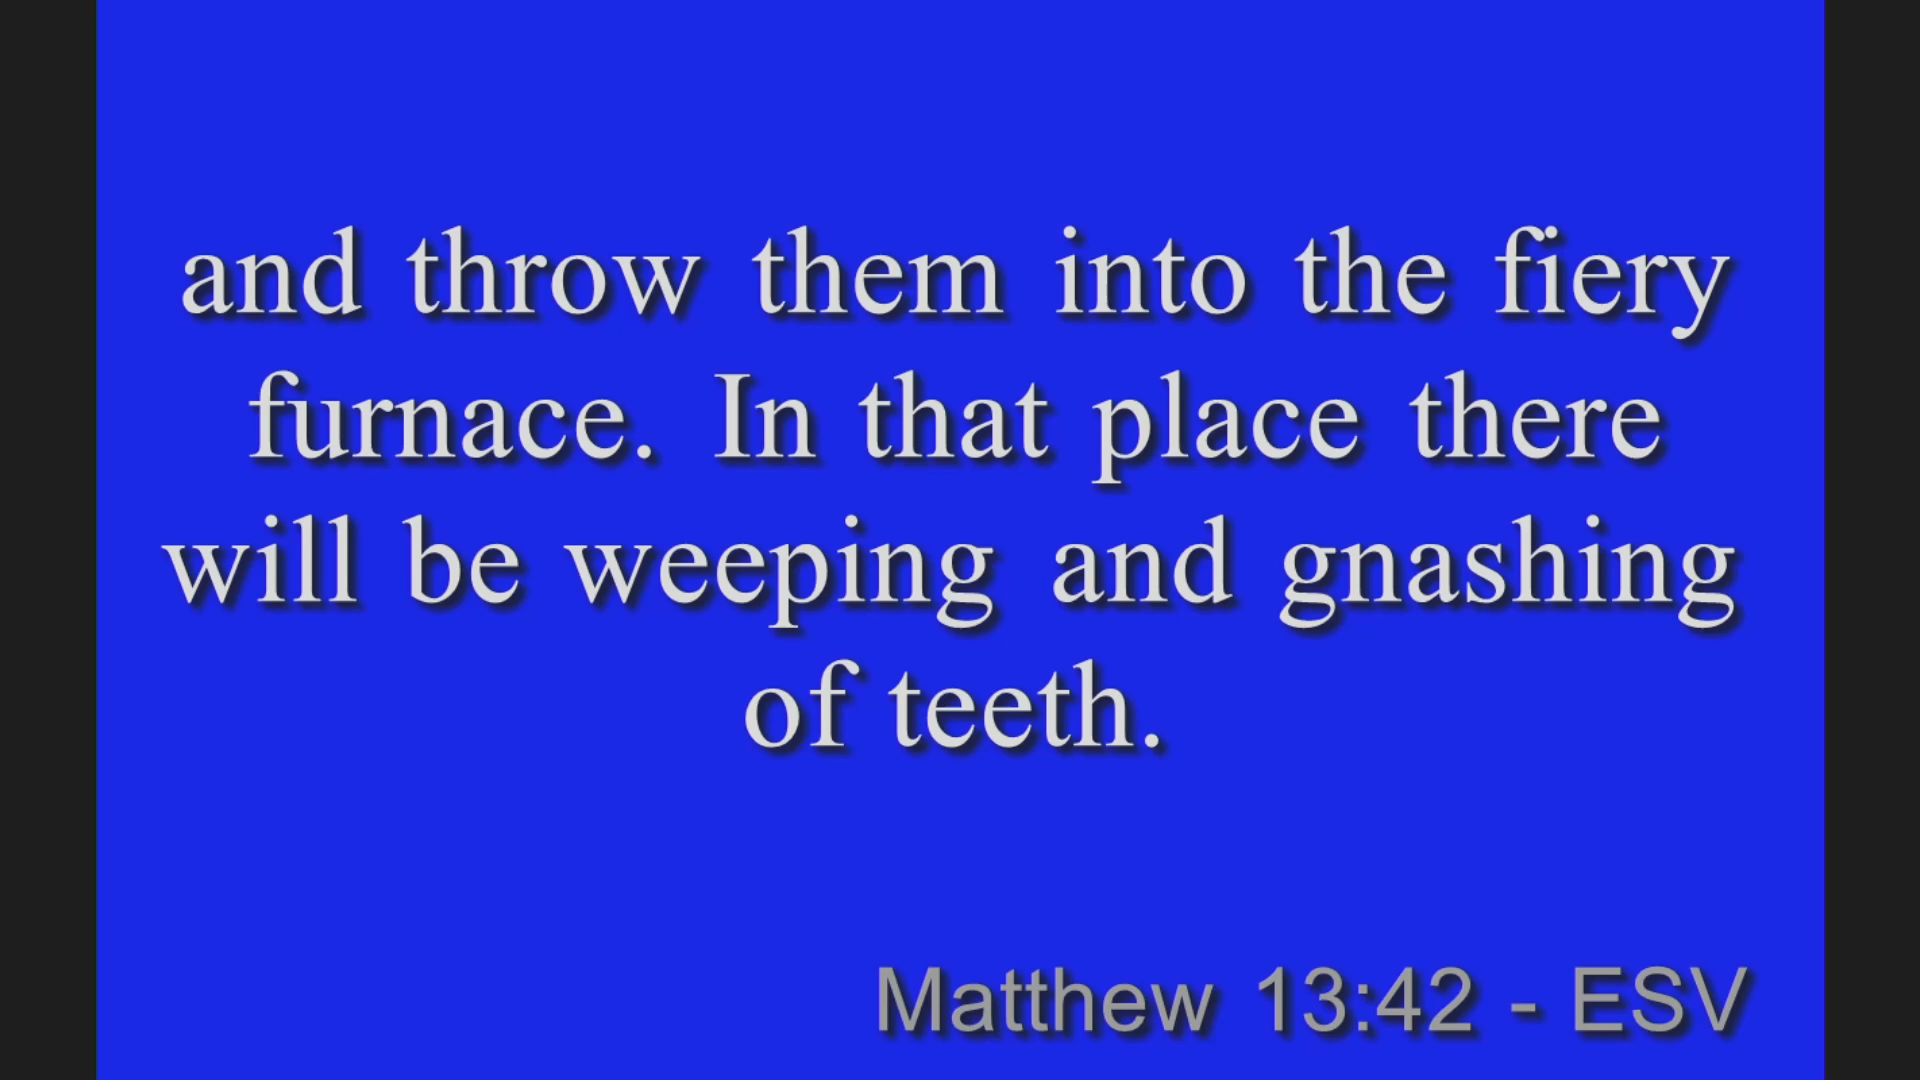 and throw them into the fiery
furnace. In that place there
will be weeping and gnashing
of teeth.
Matthew 13:42 - ESV